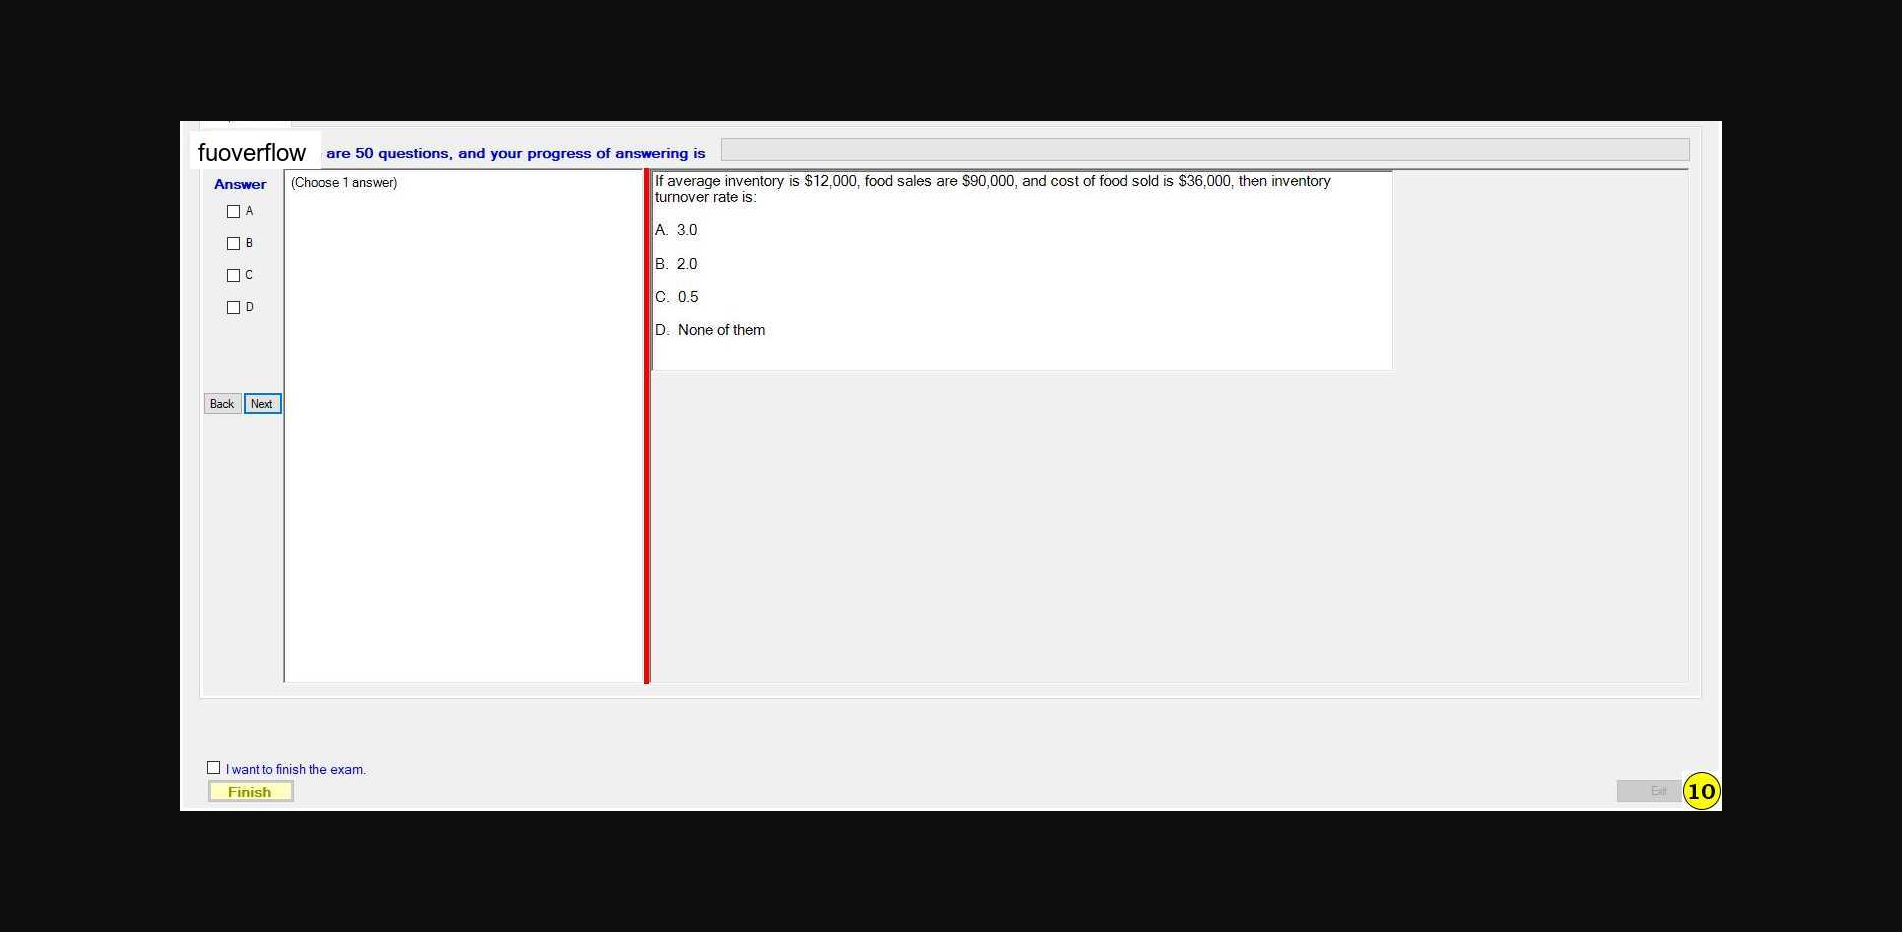 fuoverflow are 50 questions, and your progress of answering is
Answer
A
B
C
D
Back Next
(Choose 1 answer)
If average inventory is $12,000, food sales are $90,000, and cost of food sold is $36,000, then inventory
turnover rate is:
A. 3.0
B. 2.0
C. 0.5
D. None of them
I want to finish the exam.
Finish
Exit
10